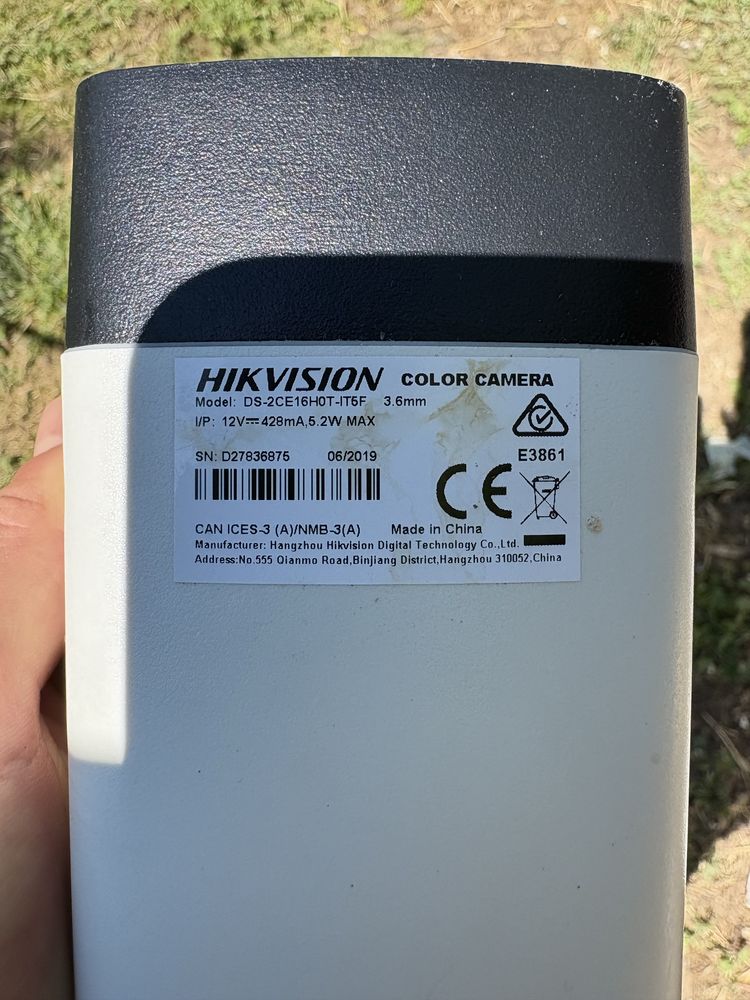 HIKVISION COLOR CAMERA
Model: DS-2CE16H0T-IT5F 3.6mm
I/P: 12V⎓428mA,5.2W MAX
SN: D27836875 06/2019
E3861
CE
CAN ICES-3 (A)/NMB-3(A) Made in China
Manufacturer: Hangzhou Hikvision Digital Technology Co.,Ltd.
Address:No.555 Qianmo Road,Binjiang District,Hangzhou 310052,China